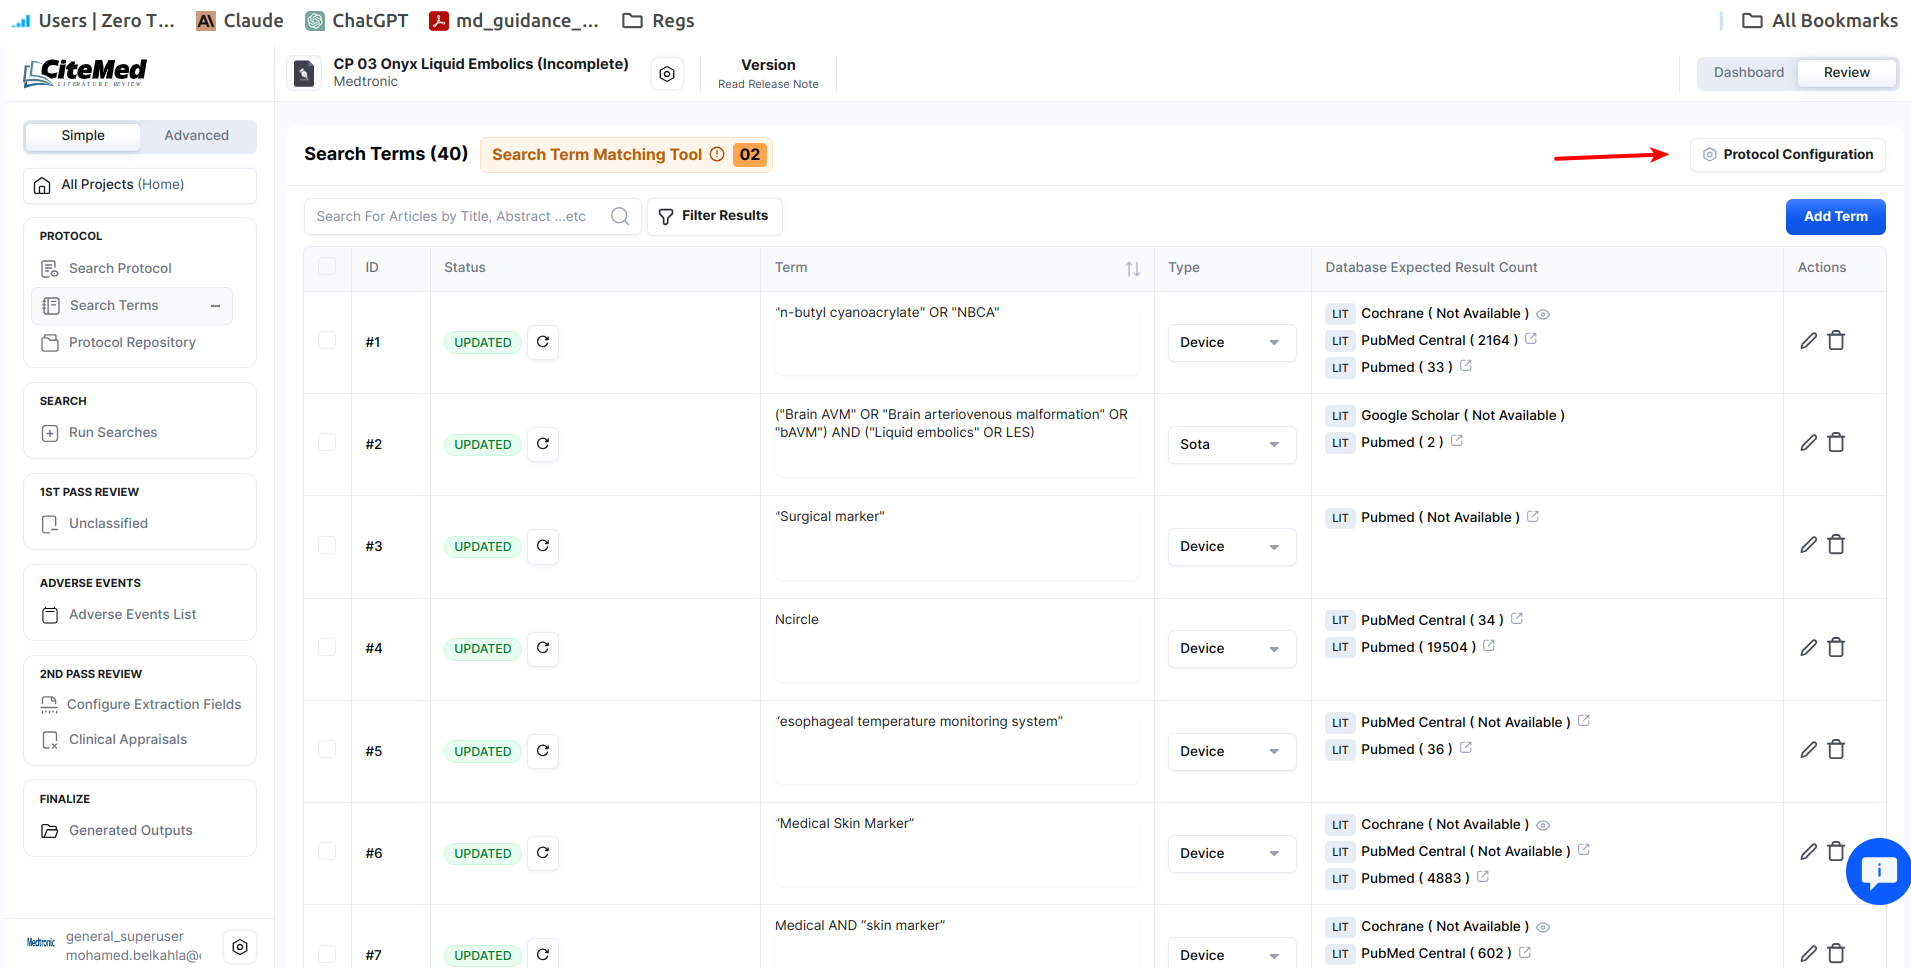 Users | Zero T...
Claude
ChatGPT
md_guidance_...
Regs
All Bookmarks
CiteMed
LITERATURE REVIEW
CP 03 Onyx Liquid Embolics (Incomplete)
Medtronic
Version
Read Release Note
Dashboard
Review
Simple
Advanced
All Projects (Home)
PROTOCOL
Search Protocol
Search Terms
Protocol Repository
SEARCH
Run Searches
1ST PASS REVIEW
Unclassified
ADVERSE EVENTS
Adverse Events List
2ND PASS REVIEW
Configure Extraction Fields
Clinical Appraisals
FINALIZE
Generated Outputs
Medtronic
general_superuser
mohamed.belkahla@
Search Terms (40)
Search Term Matching Tool
02
Protocol Configuration
Search For Articles by Title, Abstract ...etc
Filter Results
Add Term
ID
Status
Term
Type
Database Expected Result Count
Actions
#1
UPDATED
"n-butyl cyanoacrylate" OR "NBCA"
Device
LIT Cochrane ( Not Available )
LIT PubMed Central ( 2164 )
LIT Pubmed ( 33 )
#2
UPDATED
("Brain AVM" OR "Brain arteriovenous malformation" OR
"bAVM") AND ("Liquid embolics" OR LES)
Sota
LIT Google Scholar ( Not Available )
LIT Pubmed ( 2 )
#3
UPDATED
"Surgical marker"
Device
LIT Pubmed ( Not Available )
#4
UPDATED
Ncircle
Device
LIT PubMed Central ( 34 )
LIT Pubmed ( 19504 )
#5
UPDATED
“esophageal temperature monitoring system”
Device
LIT PubMed Central ( Not Available )
LIT Pubmed ( 36 )
#6
UPDATED
“Medical Skin Marker”
Device
LIT Cochrane ( Not Available )
LIT PubMed Central ( Not Available )
LIT Pubmed ( 4883 )
#7
UPDATED
Medical AND “skin marker”
Device
LIT Cochrane ( Not Available )
LIT PubMed Central ( 602 )